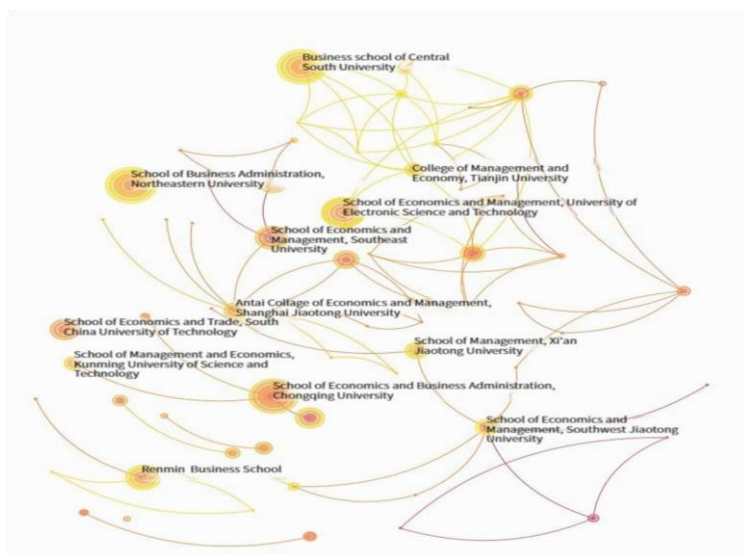 Business school of Central
South University
School of Business Administration,
Northeastern University
College of Management and
Economy, Tianjin University
School of Economics and Management, University of
Electronic Science and Technology
School of Economics and
Management, Southeast
University
Antai Collage of Economics and Management,
Shanghai Jiaotong University
School of Economics and Trade, South
China University of Technology
School of Management, Xi'an
Jiaotong University
School of Management and Economics,
Kunming University of Science and
Technology
School of Economics and Business Administration,
Chongqing University
School of Economics and
Management, Southwest Jiaotong
University
Renmin Business School